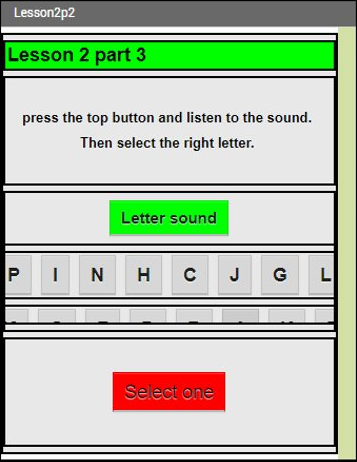 Lesson2p2
Lesson 2 part 3
press the top button and listen to the sound.
Then select the right letter.
Letter sound
P I N H C J G L
Select one